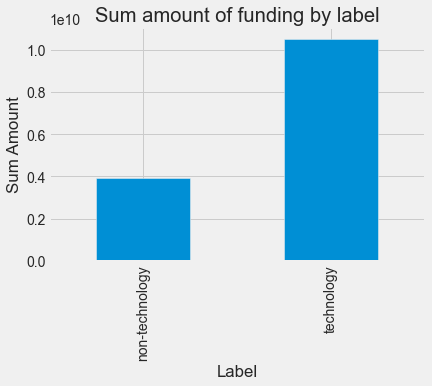 Sum amount of funding by label
1e10
1.0
0.8
0.6
0.4
0.2
0.0
Sum Amount
non-technology
technology
Label